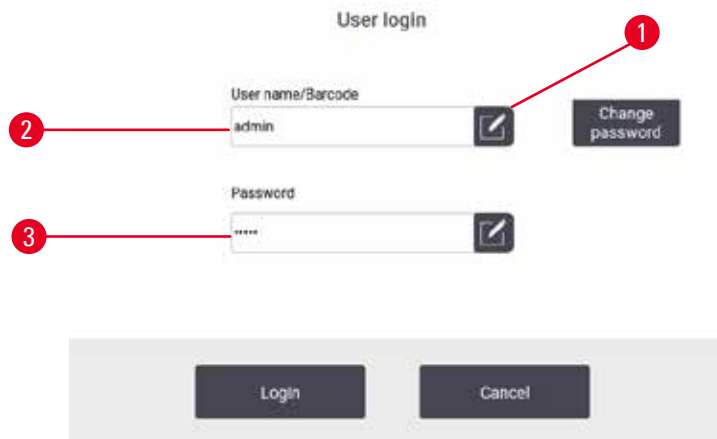 User login
1
User name/Barcode
2
admin
Change
password
Password
3
•••••
Login
Cancel